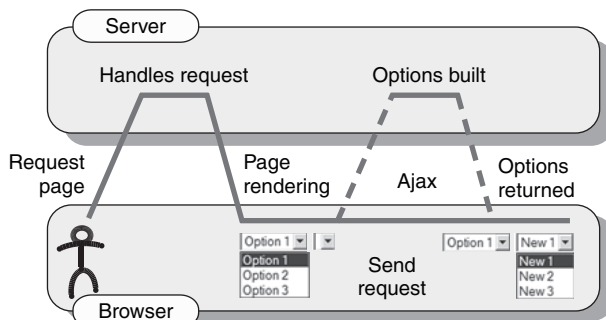 Server
Handles request
Options built
Request
page
Page
rendering
Ajax
Options
returned
Option 1
Option 1
Option 2
Option 3
Send
request
Option 1
New 1
New 1
New 2
New 3
Browser